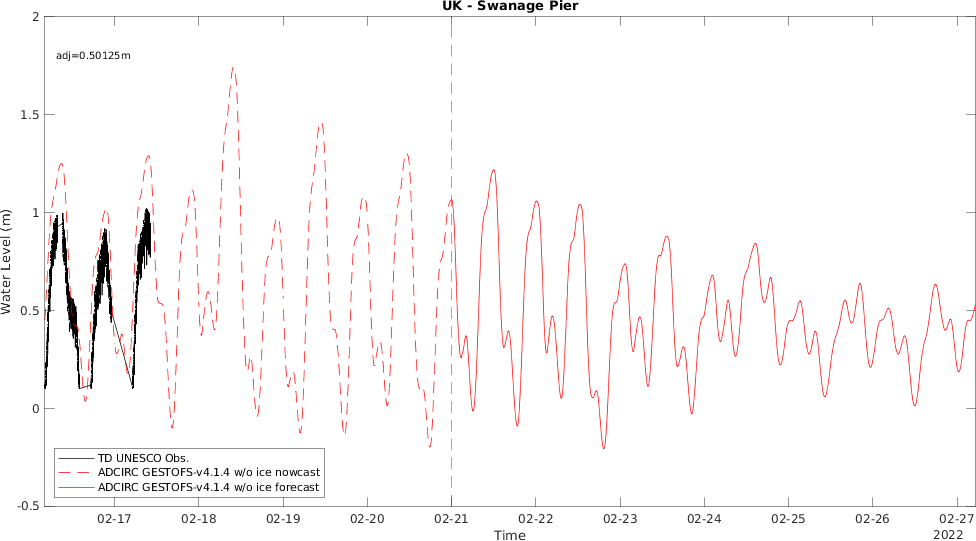 UK - Swanage Pier
adj=0.50125m
Water Level (m)
2
1.5
1
0.5
0
-0.5
TD UNESCO Obs.
ADCIRC GESTOFS-v4.1.4 w/o ice nowcast
ADCIRC GESTOFS-v4.1.4 w/o ice forecast
02-17 02-18 02-19 02-20 02-21 02-22 02-23 02-24 02-25 02-26 02-27
Time
2022